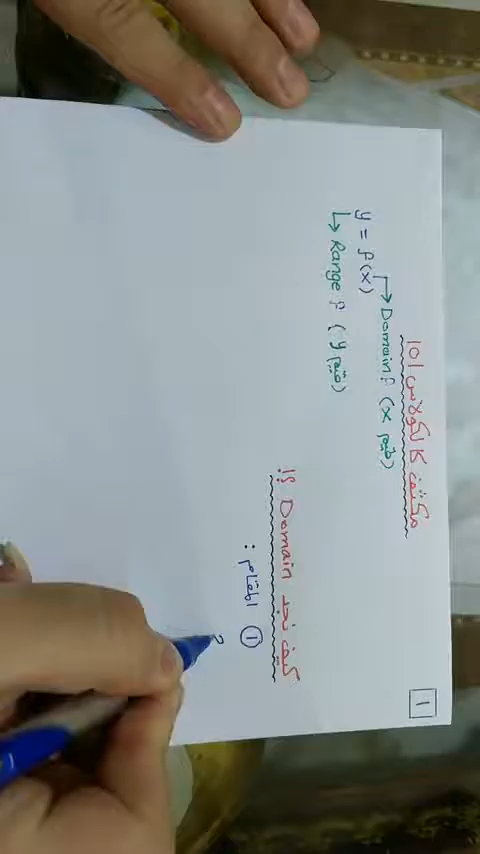 1
مكثف كالكولاس 101
Domain? (x قيم)
y = f(x)
Range? (y قيم)
كيف نجد Domain ؟!
① المقام :